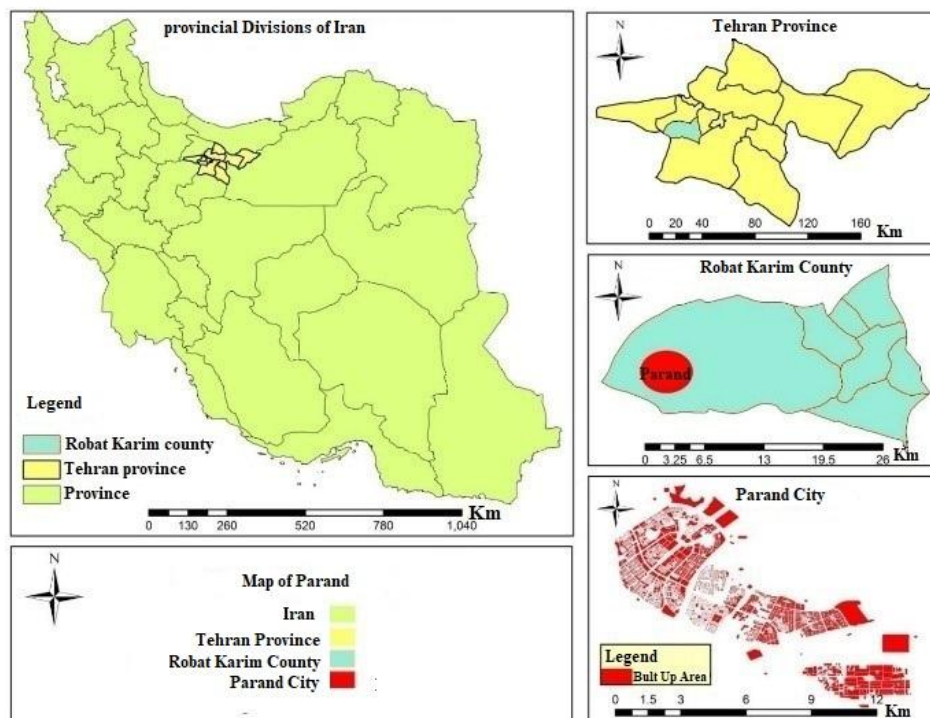 provincial Divisions of Iran
Legend
Robat Karim county
Tehran province
Province
Km
0 130 260 520 780 1,040
N
Map of Parand
Iran
Tehran Province
Robat Karim County
Parand City
Tehran Province
N
0 20 40 80 120 160
Km
Robat Karim County
N
Parand
Km
0 3.25 6.5 13 19.5 26
Parand City
N
Legend
Bult Up Area
Km
0 1.5 3 6 9 12